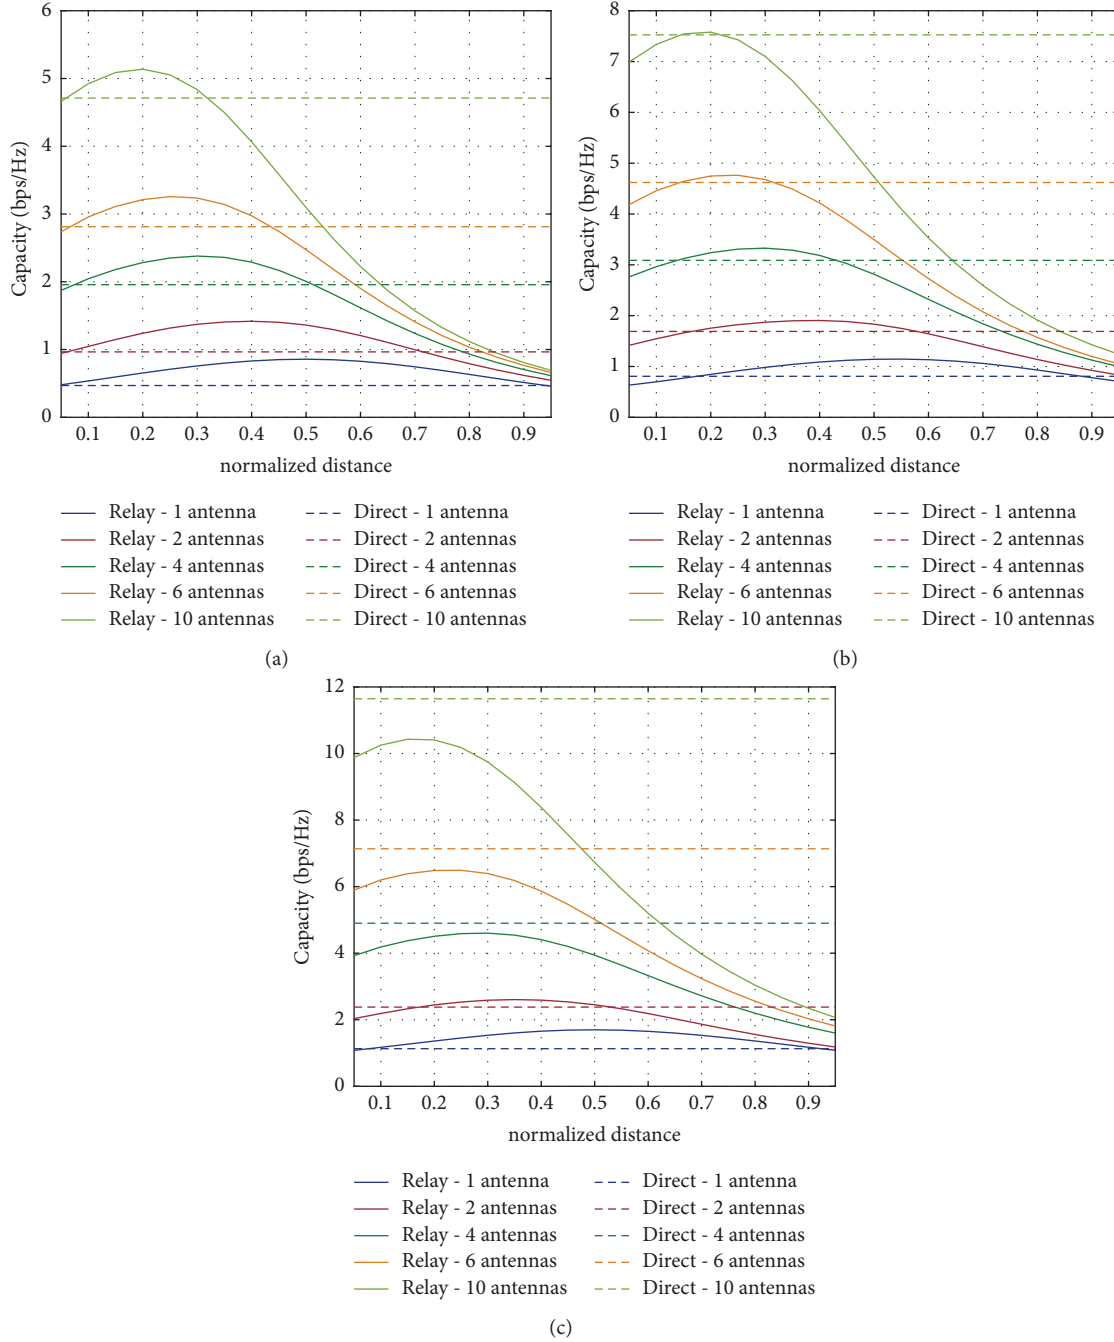 6
5
4
3
2
1
0
Capacity (bps/Hz)
0.1 0.2 0.3 0.4 0.5 0.6 0.7 0.8 0.9
normalized distance
Relay - 1 antenna Direct - 1 antenna
Relay - 2 antennas Direct - 2 antennas
Relay - 4 antennas Direct - 4 antennas
Relay - 6 antennas Direct - 6 antennas
Relay - 10 antennas Direct - 10 antennas
(a)
8
7
6
5
4
3
2
1
0
Capacity (bps/Hz)
0.1 0.2 0.3 0.4 0.5 0.6 0.7 0.8 0.9
normalized distance
Relay - 1 antenna Direct - 1 antenna
Relay - 2 antennas Direct - 2 antennas
Relay - 4 antennas Direct - 4 antennas
Relay - 6 antennas Direct - 6 antennas
Relay - 10 antennas Direct - 10 antennas
(b)
12
10
8
6
4
2
0
Capacity (bps/Hz)
0.1 0.2 0.3 0.4 0.5 0.6 0.7 0.8 0.9
normalized distance
Relay - 1 antenna Direct - 1 antenna
Relay - 2 antennas Direct - 2 antennas
Relay - 4 antennas Direct - 4 antennas
Relay - 6 antennas Direct - 6 antennas
Relay - 10 antennas Direct - 10 antennas
(c)